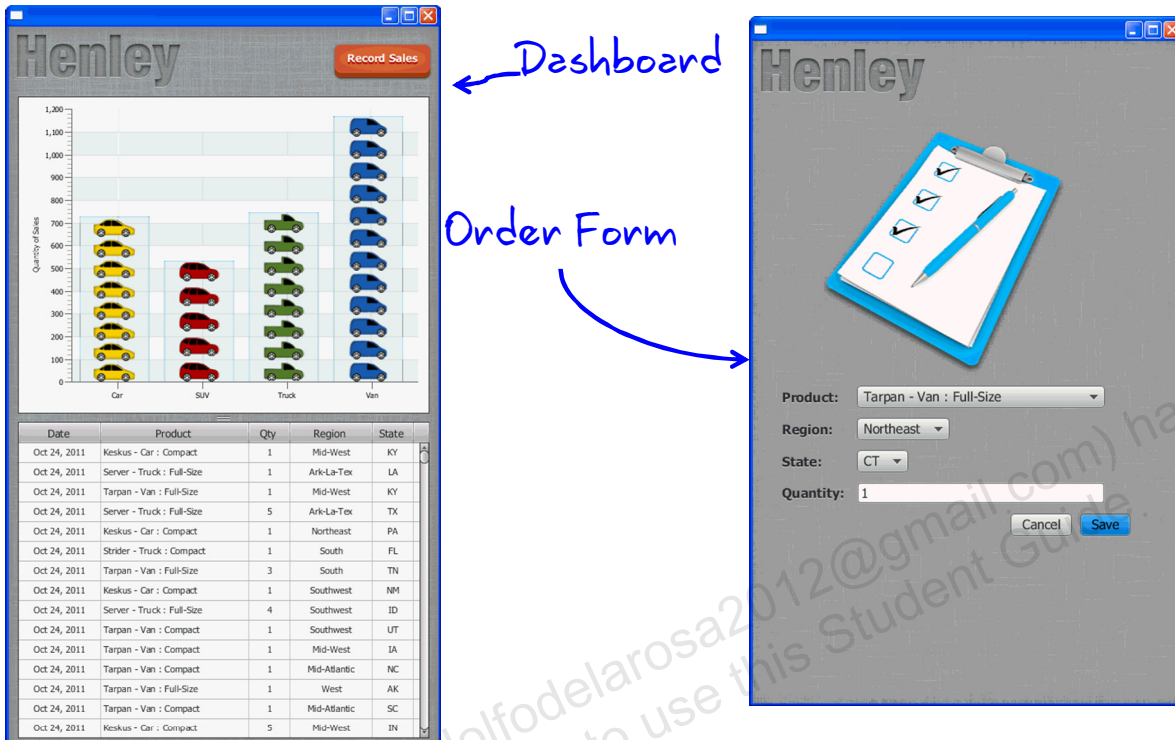 Henley
Record Sales
Dashboard
1,200
1,100
1,000
900
800
700
600
500
400
300
200
100
0
Quantity of Sales
Car SUV Truck Van
Date Product Qty Region State
Oct 24, 2011 Keskus - Car : Compact 1 Mid-West KY
Oct 24, 2011 Server - Truck : Full-Size 1 Ark-La-Tex LA
Oct 24, 2011 Tarpan - Van : Full-Size 1 Mid-West KY
Oct 24, 2011 Server - Truck : Full-Size 5 Ark-La-Tex TX
Oct 24, 2011 Keskus - Car : Compact 1 Northeast PA
Oct 24, 2011 Strider - Truck : Compact 1 South FL
Oct 24, 2011 Tarpan - Van : Full-Size 3 South TN
Oct 24, 2011 Keskus - Car : Compact 1 Southwest NM
Oct 24, 2011 Server - Truck : Full-Size 4 Southwest ID
Oct 24, 2011 Tarpan - Van : Compact 1 Southwest UT
Oct 24, 2011 Tarpan - Van : Compact 1 Mid-West IA
Oct 24, 2011 Tarpan - Van : Compact 1 Mid-Atlantic NC
Oct 24, 2011 Tarpan - Van : Full-Size 1 West AK
Oct 24, 2011 Tarpan - Van : Compact 1 Mid-Atlantic SC
Oct 24, 2011 Keskus - Car : Compact 5 Mid-West IN
Order Form
Henley
Product: Tarpan - Van : Full-Size
Region: Northeast
State: CT
Quantity: 1
Cancel Save
olfodelarosa2012@gmail.com) ha
to use this Student Guide.